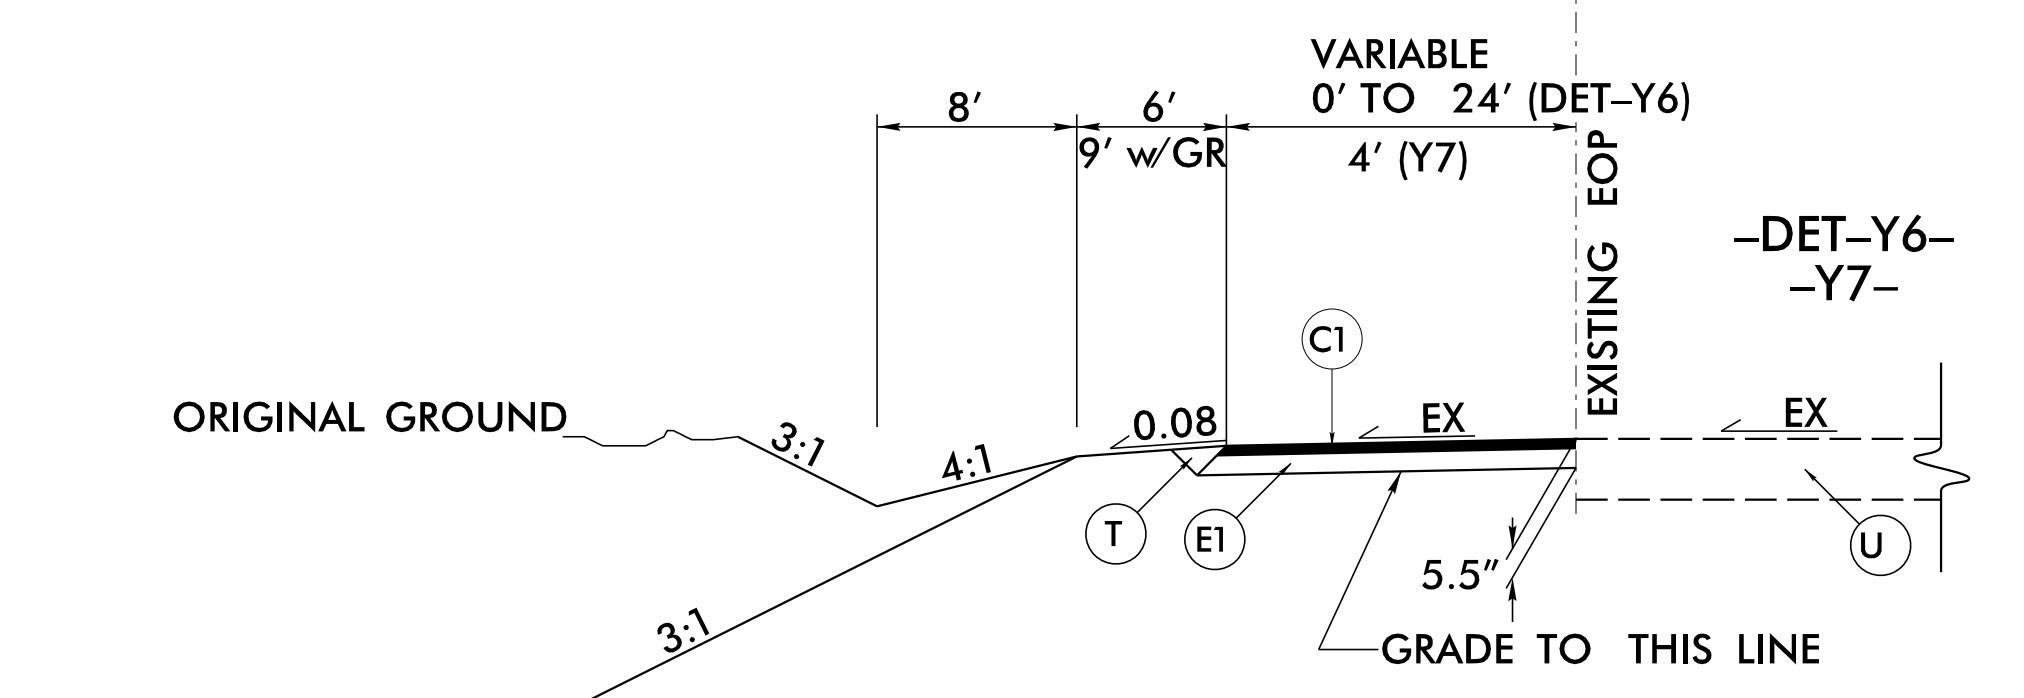 VARIABLE
0' TO 24' (DET–Y6)
8'
6'
9' w/GR
4' (Y7)
EXISTING EOP
–DET–Y6–
–Y7–
C1
ORIGINAL GROUND
3:1
4:1
0.08
EX
EX
T
E1
U
5.5"
3:1
GRADE TO THIS LINE